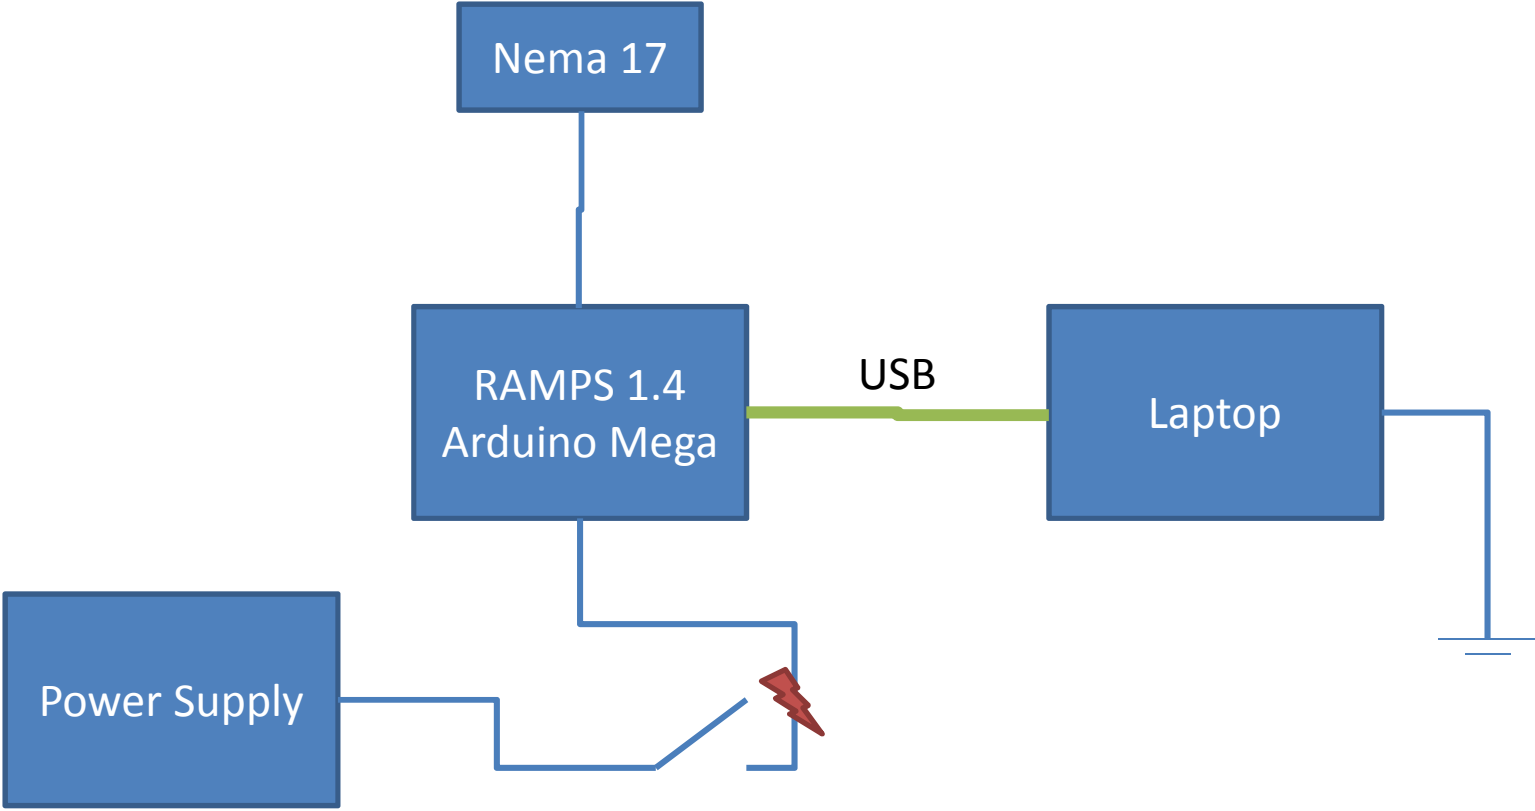 Nema 17
RAMPS 1.4
Arduino Mega
USB
Laptop
Power Supply